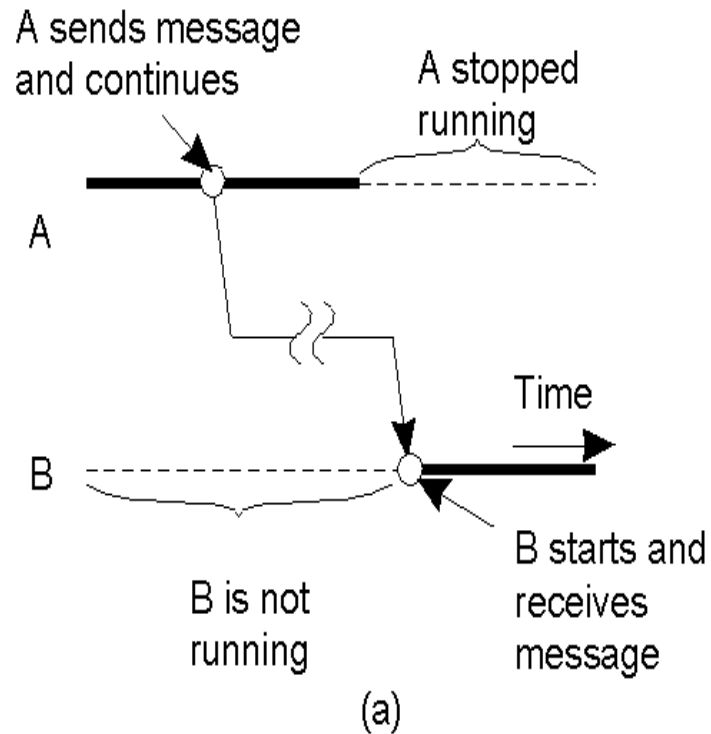 A sends message
and continues
A stopped
running
A
Time
B
B starts and
receives
message
B is not
running
(a)